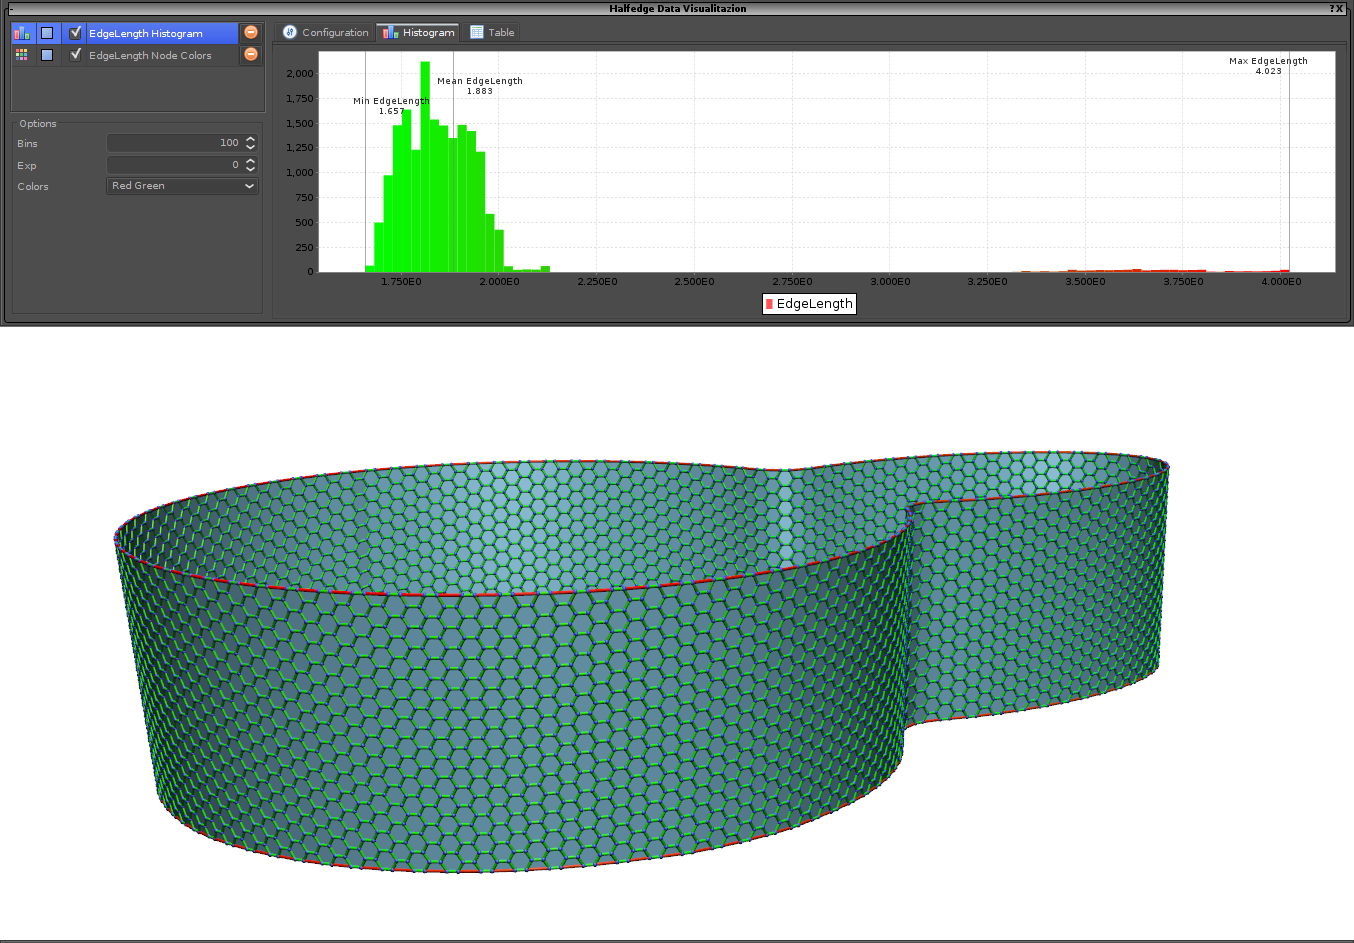 Halfedge Data Visualitazion
? X
EdgeLength Histogram
EdgeLength Node Colors
Options
Bins 100
Exp 0
Colors Red Green
Configuration Histogram Table
2,000
1,750
1,500
1,250
1,000
750
500
250
0
Min EdgeLength
1.657
Mean EdgeLength
1.883
Max EdgeLength
4.023
1.750E0 2.000E0 2.250E0 2.500E0 2.750E0 3.000E0 3.250E0 3.500E0 3.750E0 4.000E0
EdgeLength